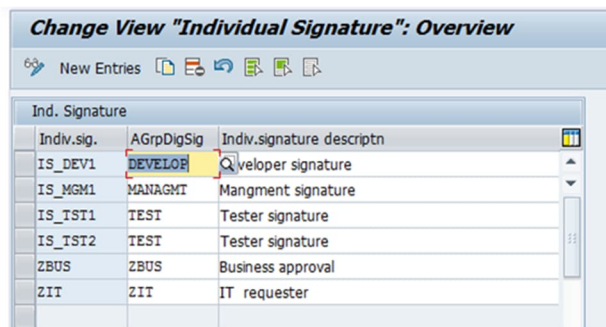 Change View "Individual Signature": Overview
New Entries
Ind. Signature
Indiv.sig. AGrpDigSig Indiv.signature descriptn
IS_DEV1 DEVELOP veloper signature
IS_MGM1 MANAGMT Mangment signature
IS_TST1 TEST Tester signature
IS_TST2 TEST Tester signature
ZBUS ZBUS Business approval
ZIT ZIT IT requester